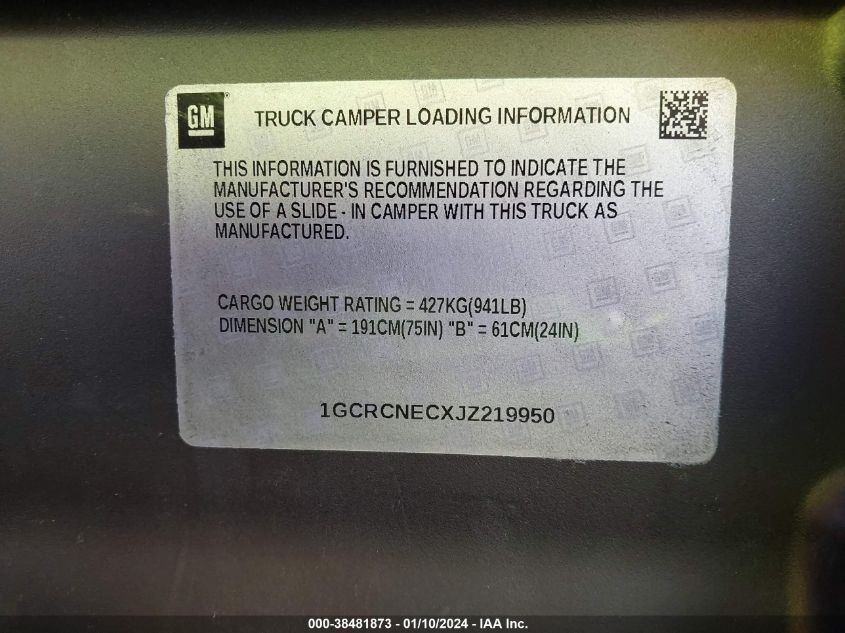 GM
TRUCK CAMPER LOADING INFORMATION
THIS INFORMATION IS FURNISHED TO INDICATE THE
MANUFACTURER'S RECOMMENDATION REGARDING THE
USE OF A SLIDE - IN CAMPER WITH THIS TRUCK AS
MANUFACTURED.
CARGO WEIGHT RATING = 427KG(941LB)
DIMENSION "A" = 191CM(75IN) "B" = 61CM(24IN)
1GCRCNECXJZ219950
000-38481873 - 01/10/2024 - IAA Inc.